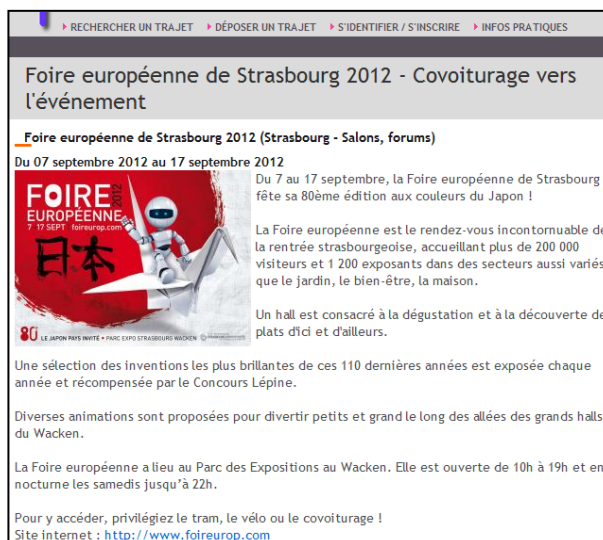 RECHERCHER UN TRAJET DÉPOSER UN TRAJET S'IDENTIFIER / S'INSCRIRE INFOS PRATIQUES
Foire européenne de Strasbourg 2012 - Covoiturage vers
l'événement
Foire européenne de Strasbourg 2012 (Strasbourg - Salons, forums)
Du 07 septembre 2012 au 17 septembre 2012
FOIRE 2012
EUROPÉENNE
7 17 SEPT foireurop.com
日本
80 LE JAPON PAYS INVITÉ • PARC EXPO STRASBOURG WACKEN
Du 7 au 17 septembre, la Foire européenne de Strasbourg
fête sa 80ème édition aux couleurs du Japon !
La Foire européenne est le rendez-vous incontornuable de
la rentrée strasbourgeoise, accueillant plus de 200 000
visiteurs et 1 200 exposants dans des secteurs aussi variés
que le jardin, le bien-être, la maison.
Un hall est consacré à la dégustation et à la découverte de
plats d'ici et d'ailleurs.
Une sélection des inventions les plus brillantes de ces 110 dernières années est exposée chaque
année et récompensée par le Concours Lépine.
Diverses animations sont proposées pour divertir petits et grand le long des allées des grands halls
du Wacken.
La Foire européenne a lieu au Parc des Expositions au Wacken. Elle est ouverte de 10h à 19h et en
nocturne les samedis jusqu'à 22h.
Pour y accéder, privilégiez le tram, le vélo ou le covoiturage !
Site internet : http://www.foireurop.com